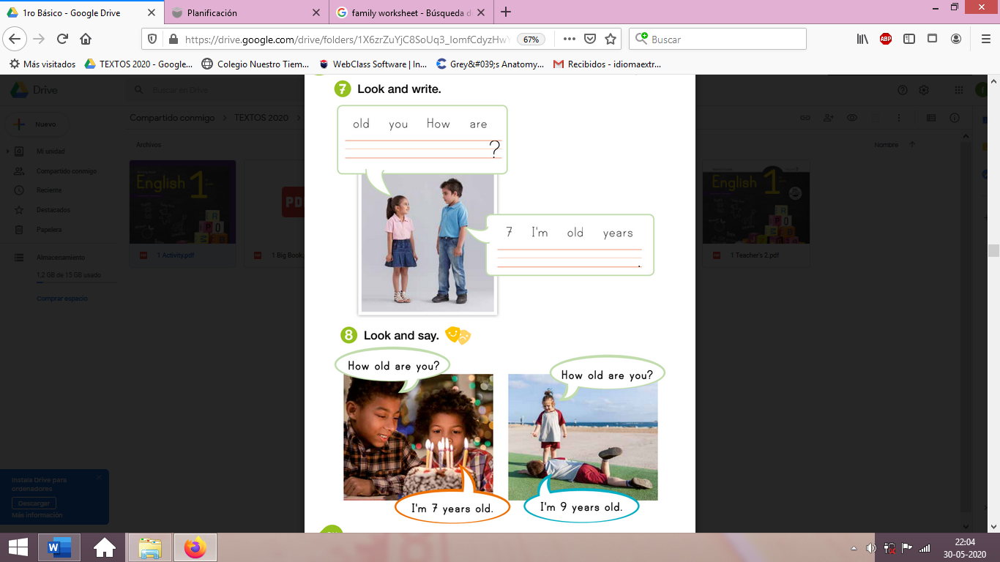 1ro Básico - Google Drive
Planificación
family worksheet - Búsqueda d
https://drive.google.com/drive/folders/1X6zrZuYjC8SoUq3_IomfCdyzHwY
67%
Buscar
Más visitados
TEXTOS 2020 - Google...
Colegio Nuestro Tiem...
WebClass Software | In...
Grey&#039;s Anatomy...
Recibidos - idiomaextr...
Drive
Buscar en Drive
Nuevo
Compartido conmigo > TEXTOS 2020 >
Mi unidad
Compartido conmigo
Reciente
Destacados
Papelera
Almacenamiento
1,2 GB de 15 GB usado
Comprar espacio
Archivos
Nombre
English 1
1 Activity.pdf
PDF
1 Big Book.
English 1
1 Teacher's 2.pdf
7 Look and write.
old you How are
?
7 I'm old years
.
8 Look and say.
How old are you?
How old are you?
I'm 7 years old.
I'm 9 years old.
Instala Drive para
ordenadores
Descargar
Más información
22:04
30-05-2020